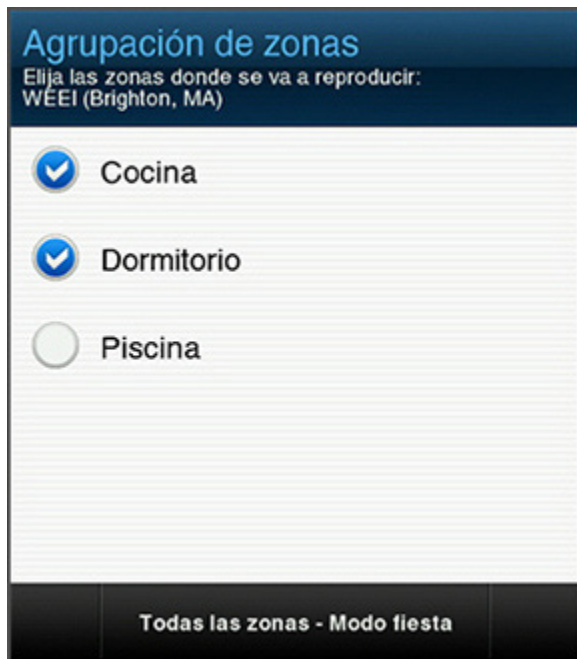 Agrupación de zonas
Elija las zonas donde se va a reproducir:
WEEI (Brighton, MA)
Cocina
Dormitorio
Piscina
Todas las zonas - Modo fiesta